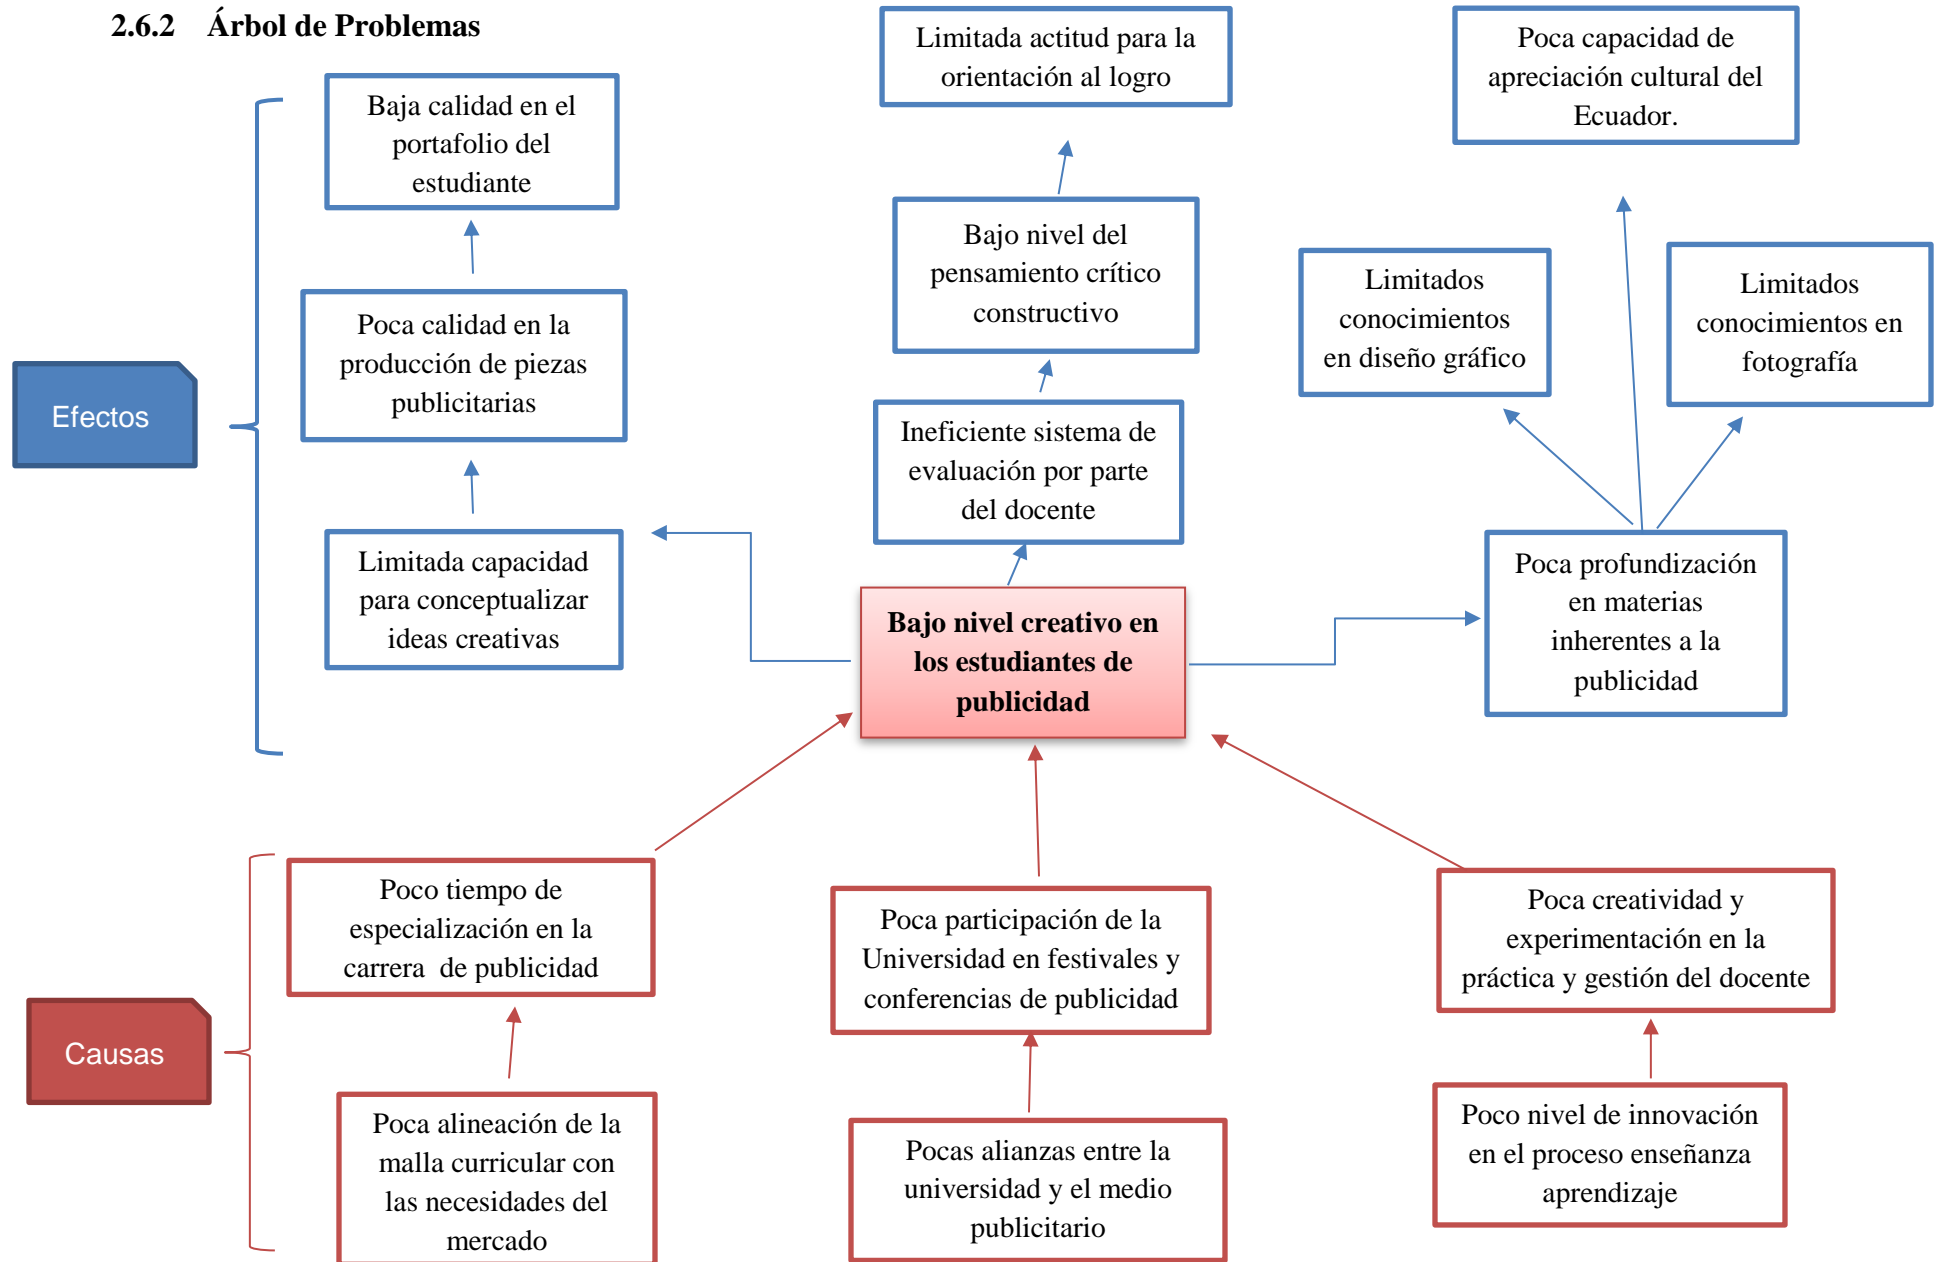 2.6.2 Árbol de Problemas
Limitada actitud para la
orientación al logro
Poca capacidad de
apreciación cultural del
Ecuador.
Baja calidad en el
portafolio del
estudiante
Bajo nivel del
pensamiento crítico
constructivo
Limitados
conocimientos
en diseño gráfico
Limitados
conocimientos en
fotografía
Poca calidad en la
producción de piezas
publicitarias
Efectos
Ineficiente sistema de
evaluación por parte
del docente
Limitada capacidad
para conceptualizar
ideas creativas
Bajo nivel creativo en
los estudiantes de
publicidad
Poca profundización
en materias
inherentes a la
publicidad
Poco tiempo de
especialización en la
carrera  de publicidad
Poca participación de la
Universidad en festivales y
conferencias de publicidad
Poca creatividad y
experimentación en la
práctica y gestión del docente
Causas
Poca alineación de la
malla curricular con
las necesidades del
mercado
Pocas alianzas entre la
universidad y el medio
publicitario
Poco nivel de innovación
en el proceso enseñanza
aprendizaje